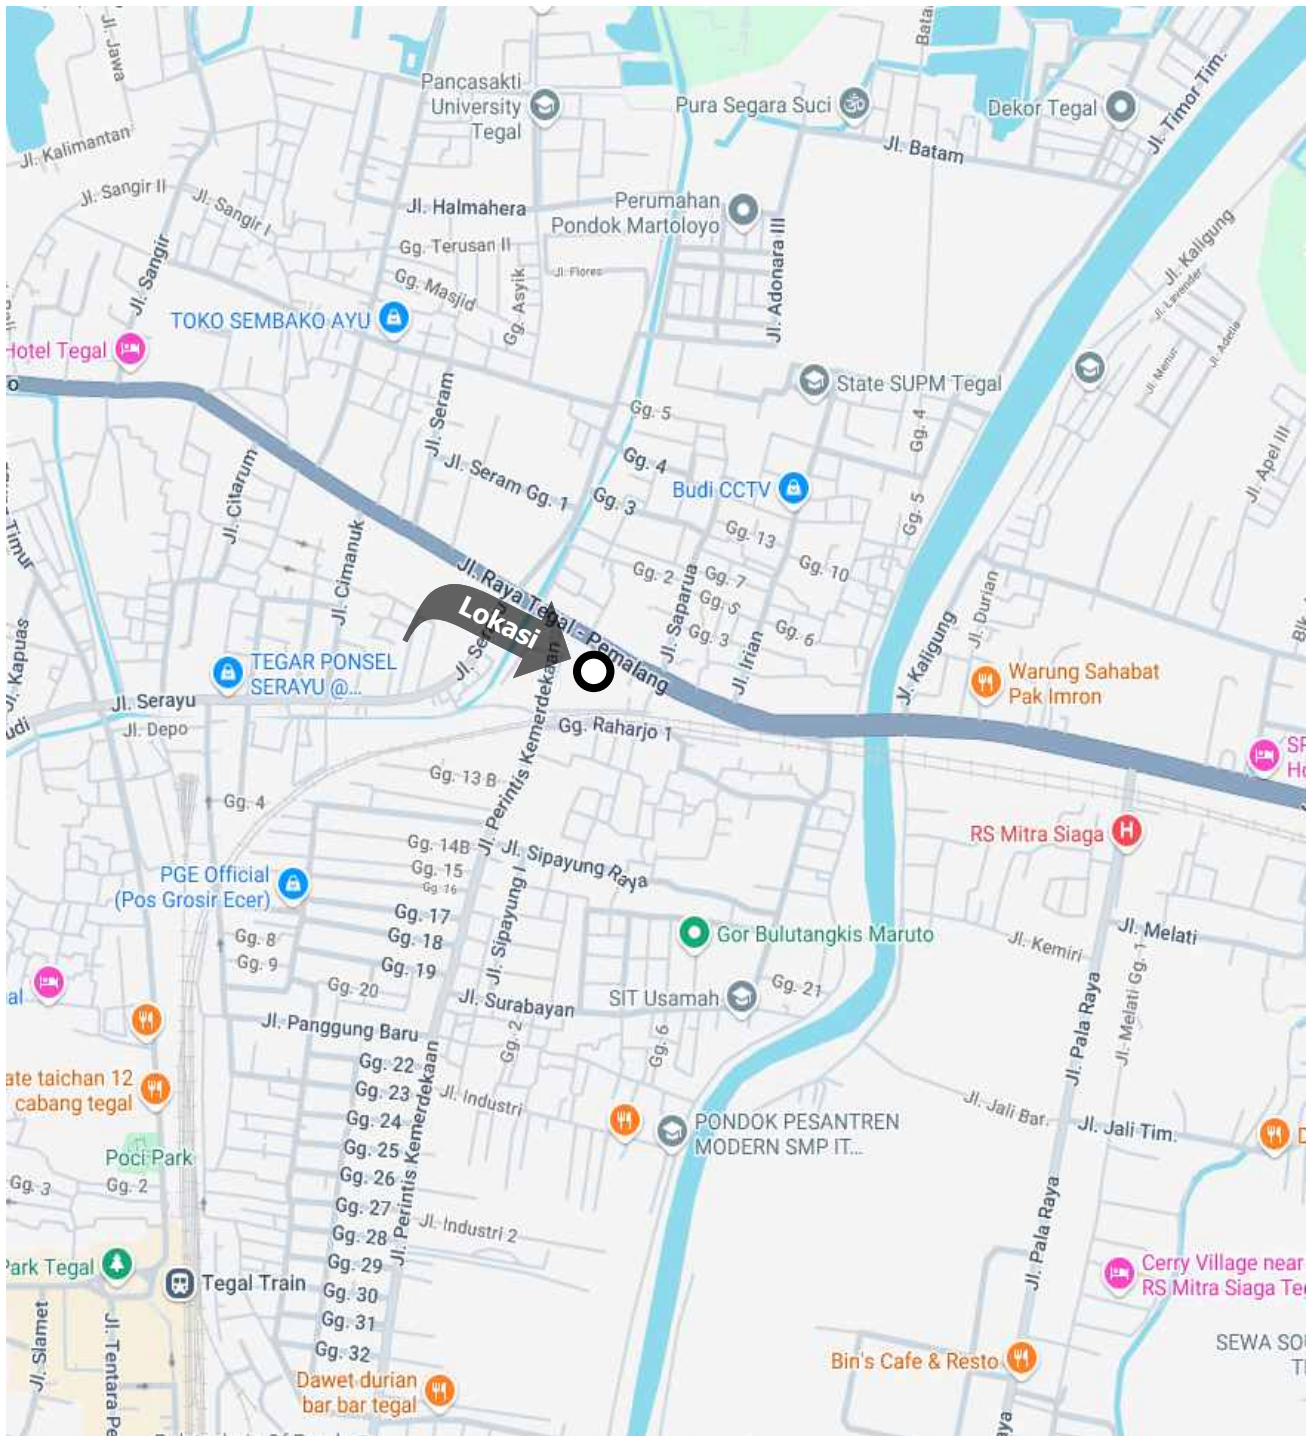 Jl. Jawa
Pancasakti
University
Tegal
Pura Segara Suci
Dekor Tegal
Jl. Timor Tim.
Jl. Kalimantan
Jl. Batam
Jl. Sangir II
Jl. Sangir I
Jl. Halmahera
Perumahan
Pondok Martoloyo
Jl. Sangir
Gg. Terusan II
Gg. Masjid
Gg. Asyik
Jl. Flores
Jl. Adonara III
Jl. Kaligung
Jl. Lavender
Jl. Menur
Jl. Adelia
TOKO SEMBAKO AYU
Hotel Tegal
State SUPM Tegal
Jl. Seram
Gg. 5
Gg. 4
Gg. 4
Jl. Seram Gg. 1
Gg. 3
Budi CCTV
Gg. 5
Jl. Apel III
Jl. Citarum
Timur
Jl. Cimanuk
Gg. 13
Gg. 10
Jl. Raya Tegal - Pemalang
Gg. 2
Gg. 7
Gg. 5
Gg. 3
Gg. 6
Jl. Saparua
Jl. Irian
Jl. Durian
Jl. Kaligung
Lokasi
Jl. Kapuas
TEGAR PONSEL
SERAYU @...
Warung Sahabat
Pak Imron
Jl. Serayu
Jl. Depo
Gg. Raharjo 1
Jl. Perintis Kemerdekaan
Gg. 13 B
Gg. 4
RS Mitra Siaga
Gg. 14B
Jl. Sipayung Raya
Gg. 15
Gg. 16
PGE Official
(Pos Grosir Ecer)
Gg. 17
Gg. 18
Gg. 19
Jl. Sipayung I
Gor Bulutangkis Maruto
Jl. Melati
Jl. Kemiri
Gg. 8
Gg. 9
Gg. 20
Jl. Surabayan
SIT Usamah
Gg. 21
Jl. Melati Gg. 1
Jl. Pala Raya
Jl. Panggung Baru
Gg. 2
Gg. 6
Gg. 22
Gg. 23
Gg. 24
Gg. 25
Gg. 26
Gg. 27
Gg. 28
Gg. 29
Gg. 30
Gg. 31
Gg. 32
Jl. Industri
Jl. Perintis Kemerdekaan
Jl. Industri 2
ate taichan 12
cabang tegal
PONDOK PESANTREN
MODERN SMP IT...
Jl. Jali Bar.
Jl. Jali Tim.
Poci Park
Gg. 3
Gg. 2
Jl. Pala Raya
Park Tegal
Tegal Train
Cerry Village near
RS Mitra Siaga Te
Jl. Slamet
Jl. Tentara Pe
Bin's Cafe & Resto
SEWA SO
Dawet durian
bar bar tegal